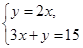 y = 2x,
3x + y = 15